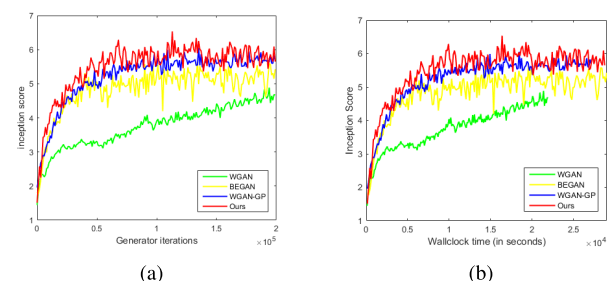 7
6
5
4
3
2
1
inception score
WGAN
BEGAN
WGAN-GP
Ours
0 0.5 1 1.5 2
Generator iterations
×10^5
(a)
7
6
5
4
3
2
1
Inception Score
WGAN
BEGAN
WGAN-GP
Ours
0 0.5 1 1.5 2 2.5
Wallclock time (in seconds)
×10^4
(b)